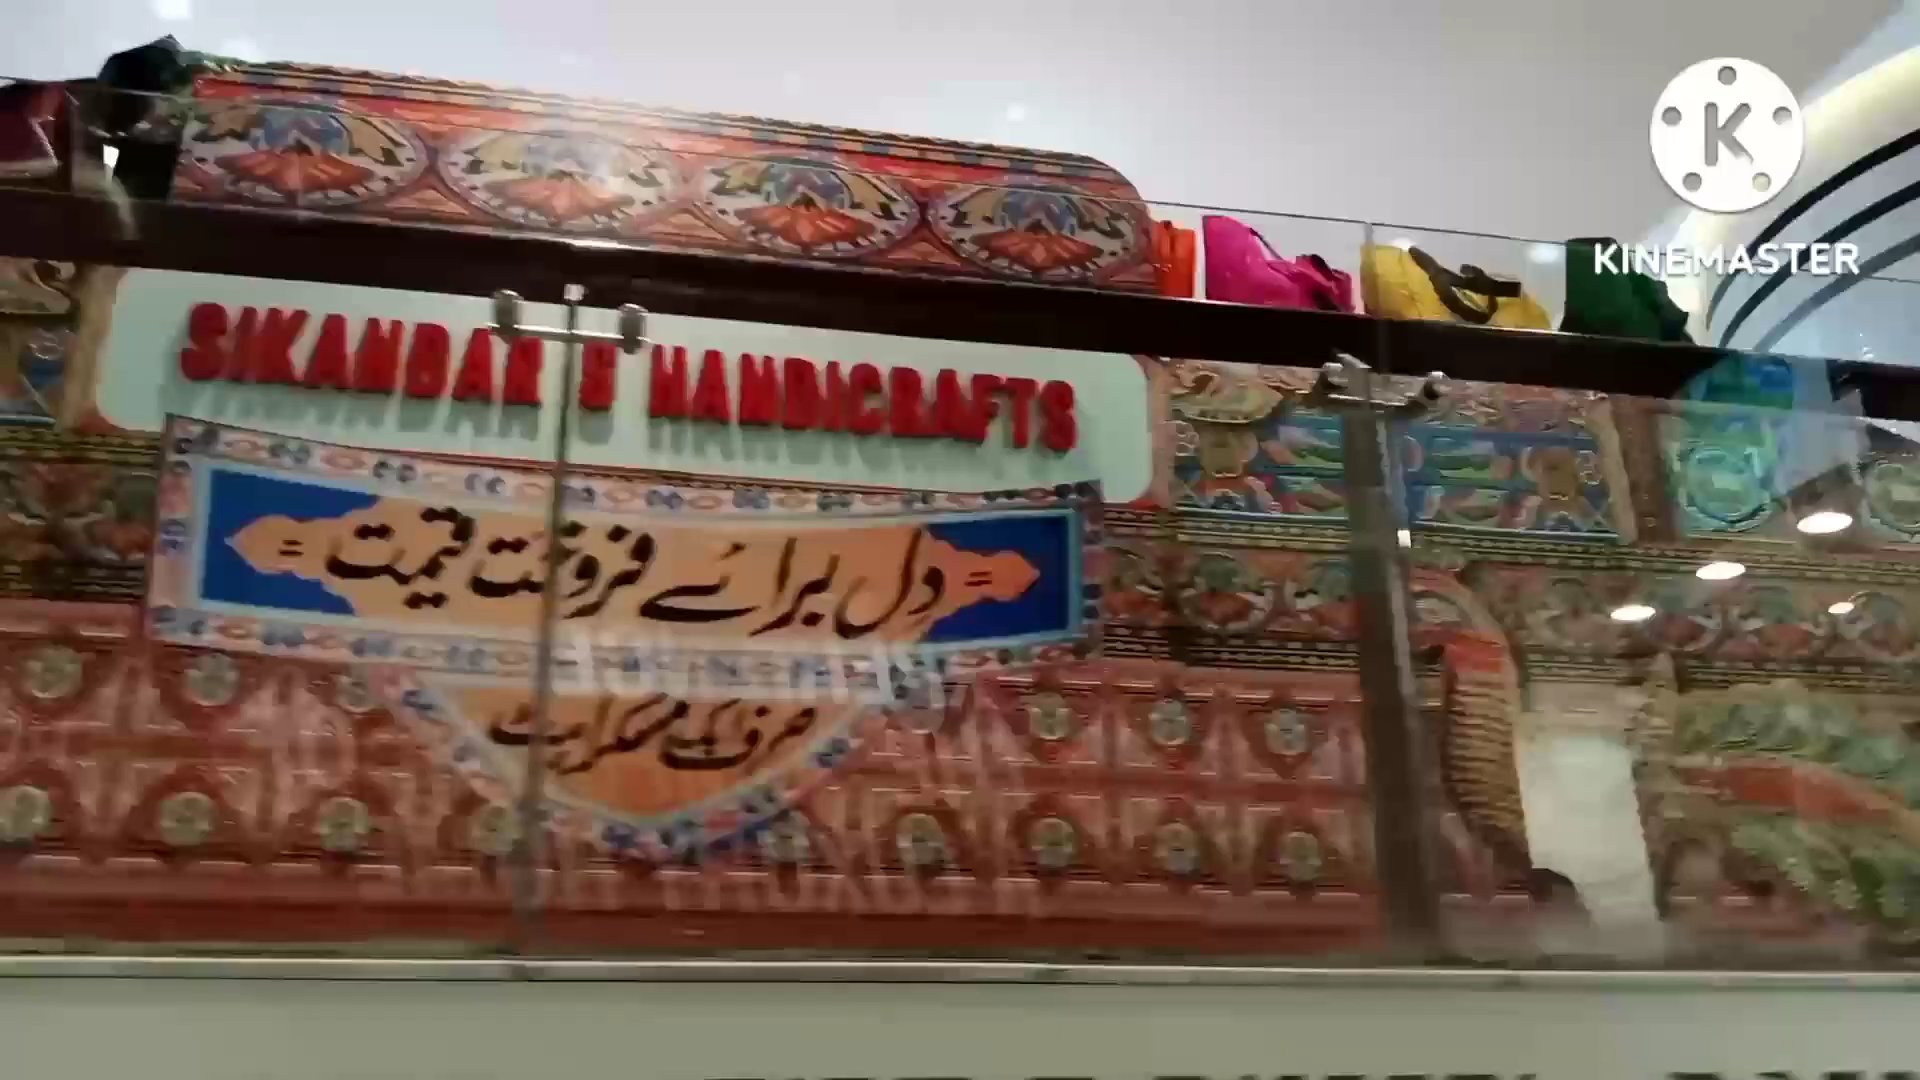 SIKANDAR'S HANDICRAFTS
= دل برائے فروخت قیمت =
صرف ایک مسکراہٹ
K
KINEMASTER